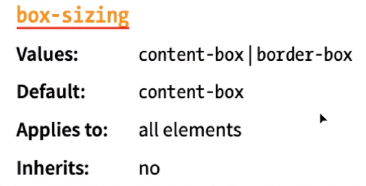 box-sizing
Values: content-box | border-box
Default: content-box
Applies to: all elements
Inherits: no